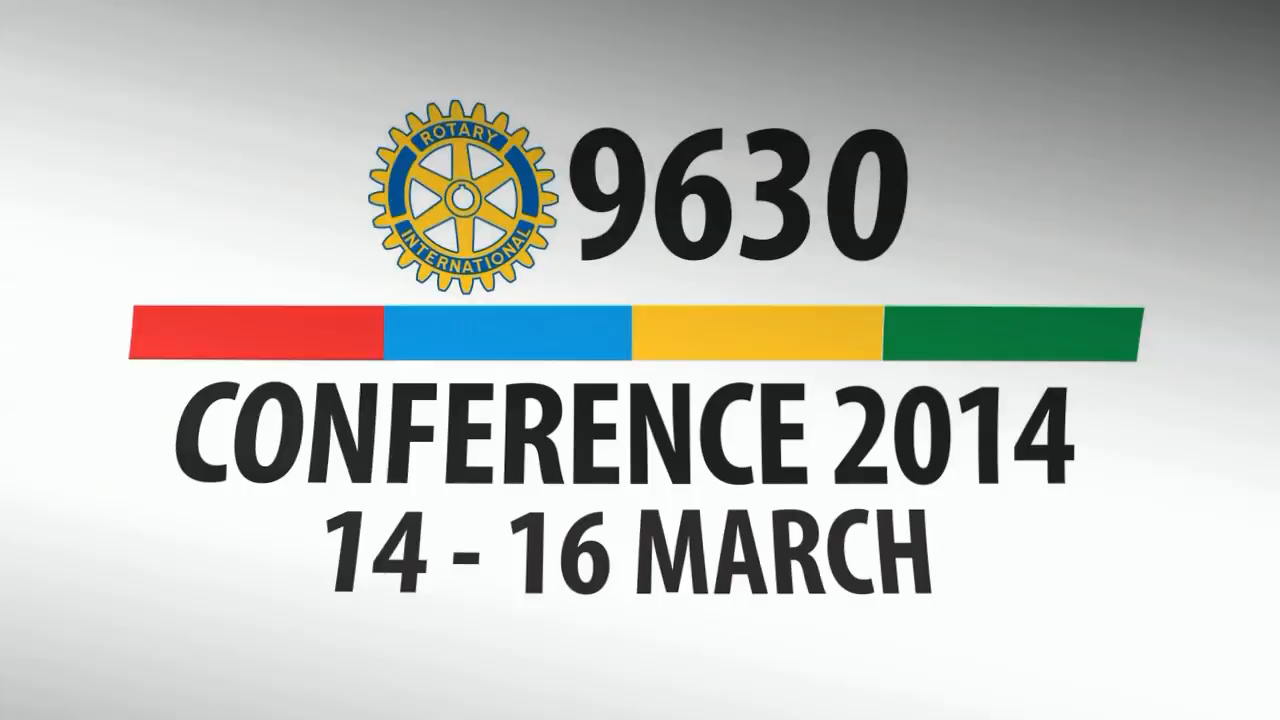 ROTARY
INTERNATIONAL
9630
CONFERENCE 2014
14 - 16 MARCH